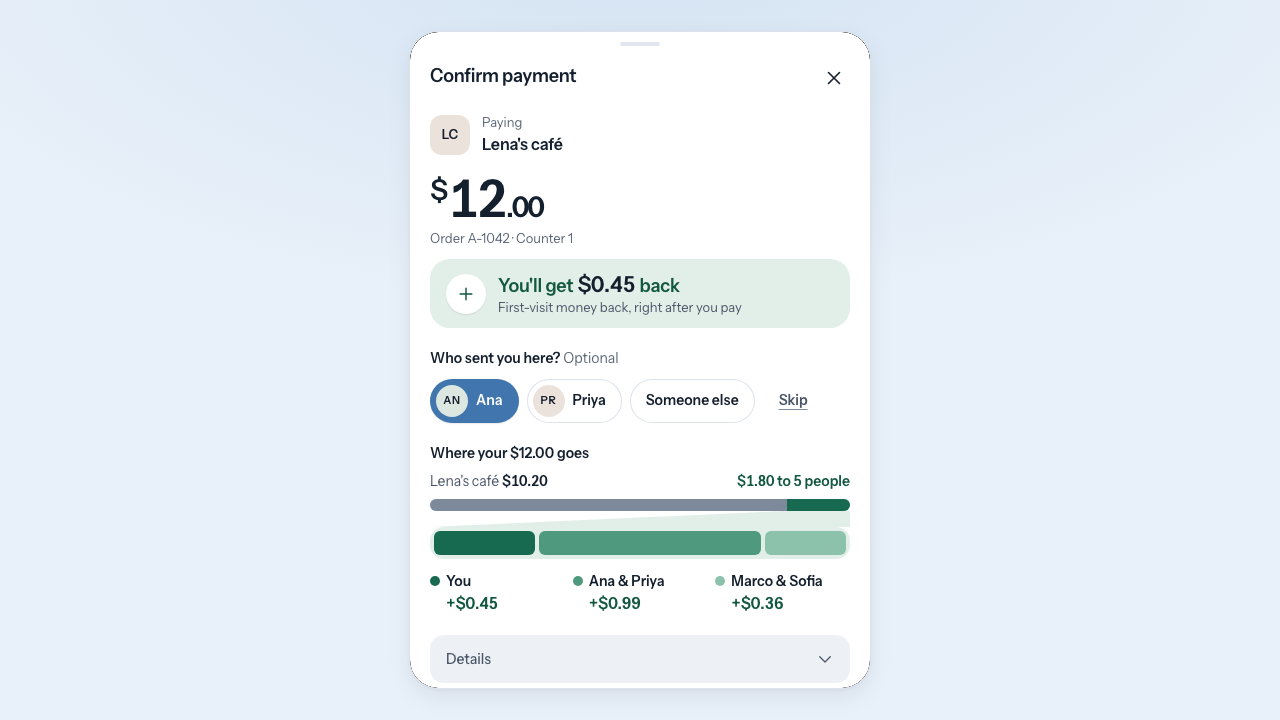 Confirm payment
LC
Paying
Lena's café
$12.00
Order A-1042 · Counter 1
You'll get $0.45 back
First-visit money back, right after you pay
Who sent you here? Optional
AN Ana PR Priya Someone else Skip
Where your $12.00 goes
Lena's café $10.20 $1.80 to 5 people
You Ana & Priya Marco & Sofia
+$0.45 +$0.99 +$0.36
Details